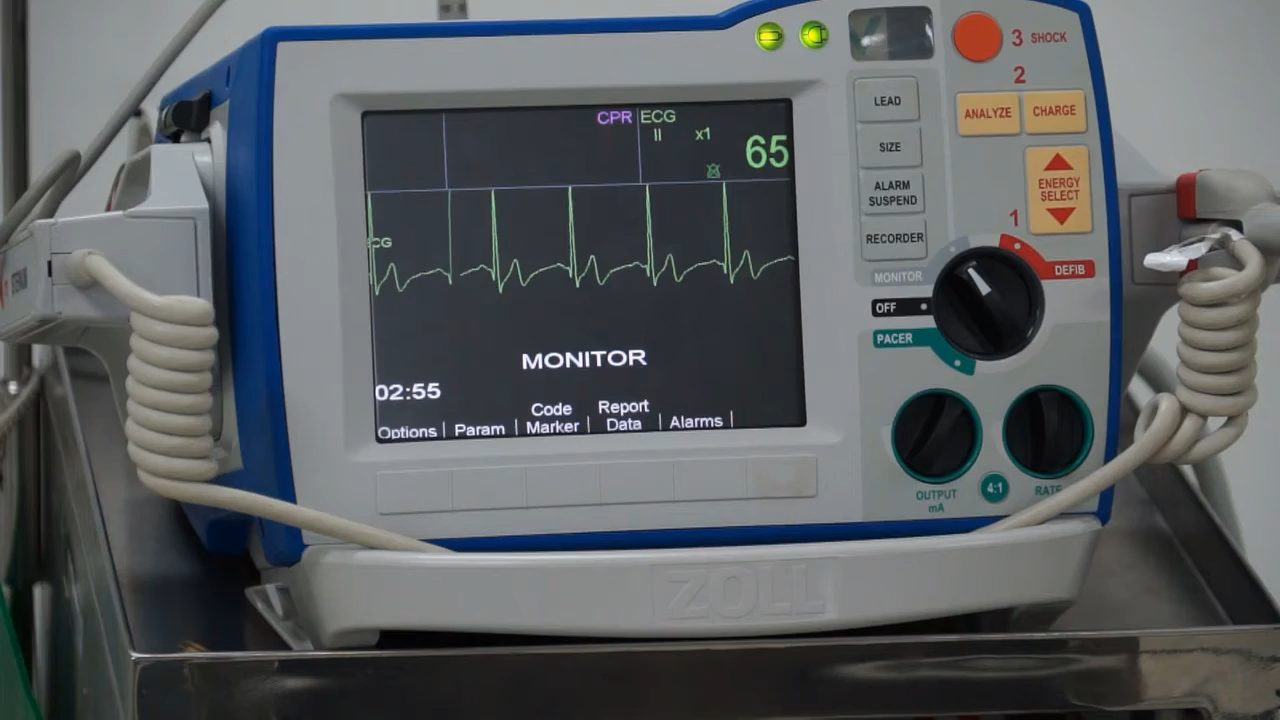 CPR
ECG
II
x1
65
CG
MONITOR
02:55
Options
Param
Code
Marker
Report
Data
Alarms
LEAD
SIZE
ALARM
SUSPEND
RECORDER
3 SHOCK
2
ANALYZE
CHARGE
ENERGY
SELECT
1
MONITOR
DEFIB
OFF
PACER
OUTPUT
mA
4:1
RATE
ZOLL